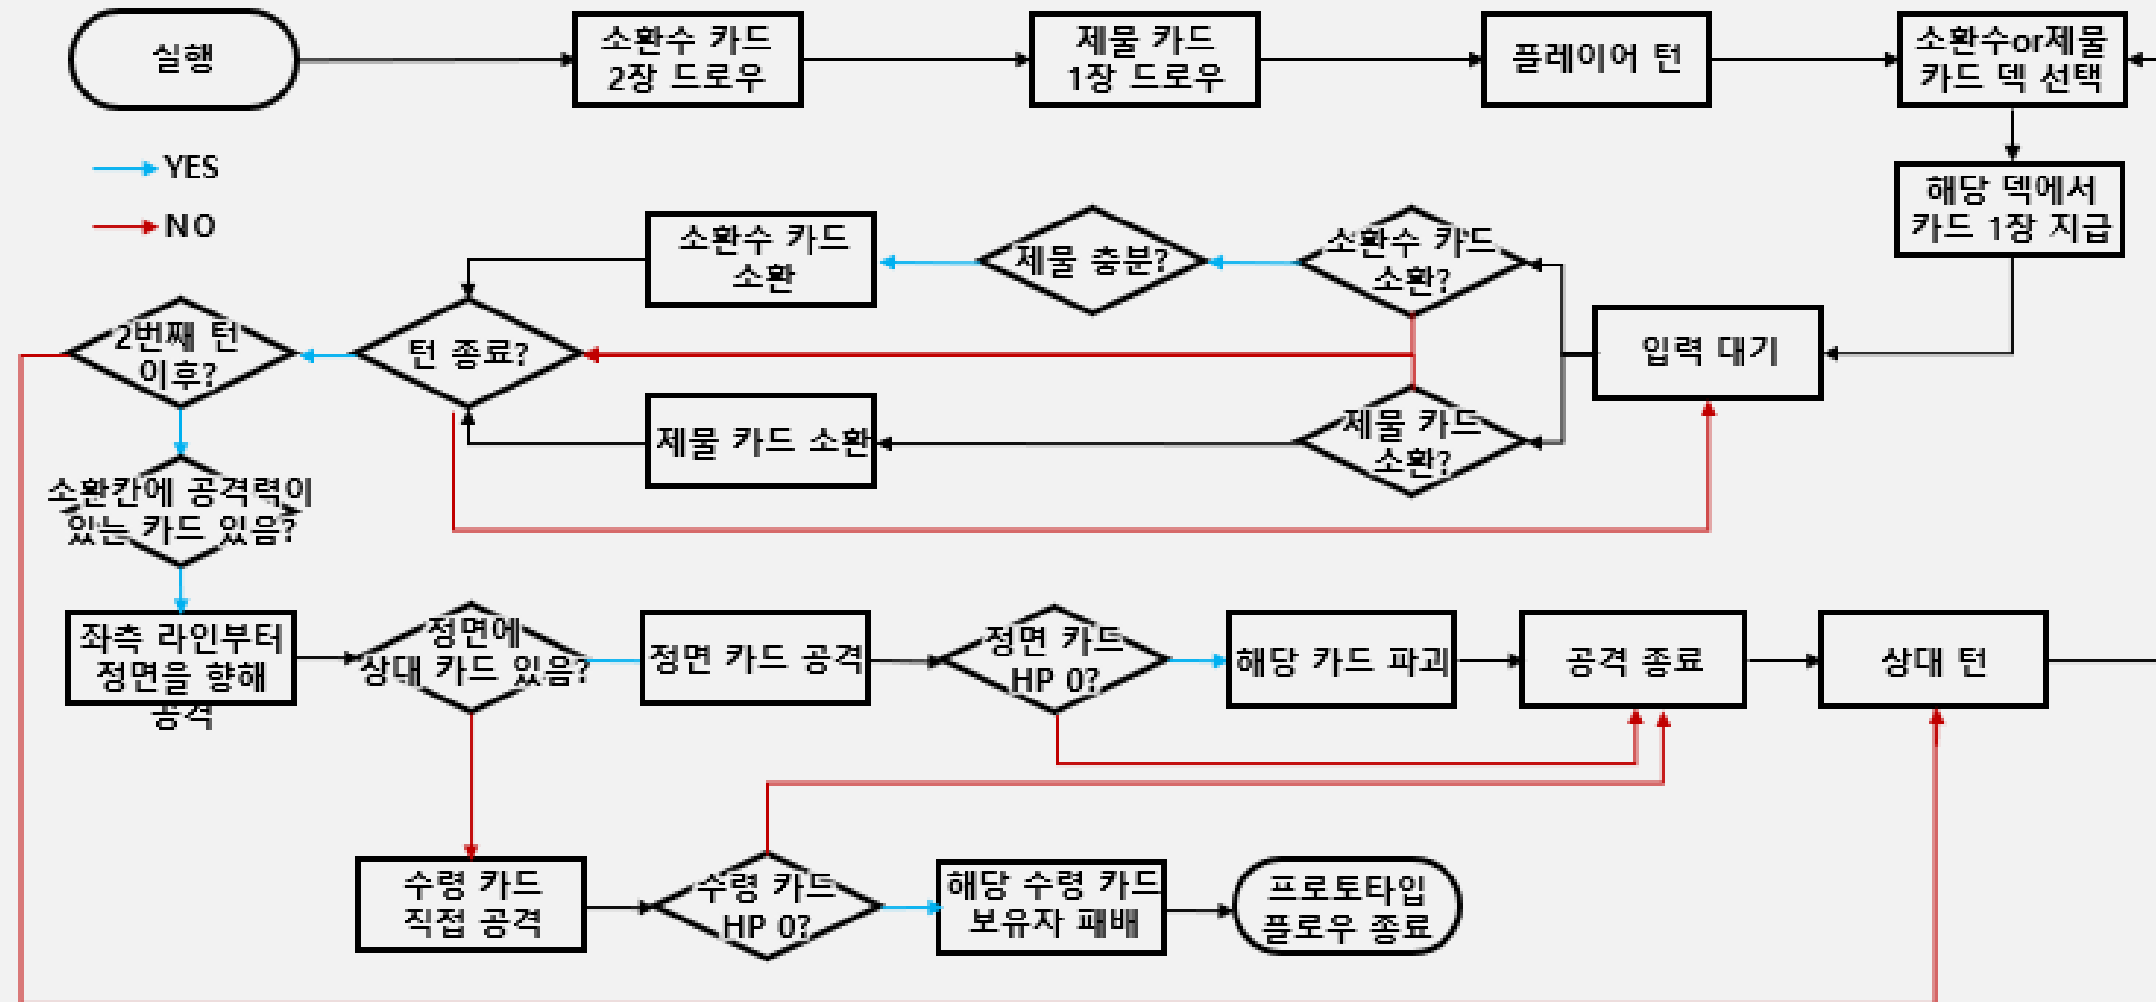 실행
소환수 카드
2장 드로우
제물 카드
1장 드로우
플레이어 턴
소환수or제물
카드 덱 선택
YES
NO
해당 덱에서
카드 1장 지급
소환수 카드
소환
제물 충분?
소환수 카드
소환?
2번째 턴
이후?
턴 종료?
입력 대기
제물 카드 소환
제물 카드
소환?
소환칸에 공격력이
있는 카드 있음?
좌측 라인부터
정면을 향해
공격
정면에
상대 카드 있음?
정면 카드 공격
정면 카드
HP 0?
해당 카드 파괴
공격 종료
상대 턴
수령 카드
직접 공격
수령 카드
HP 0?
해당 수령 카드
보유자 패배
프로토타입
플로우 종료